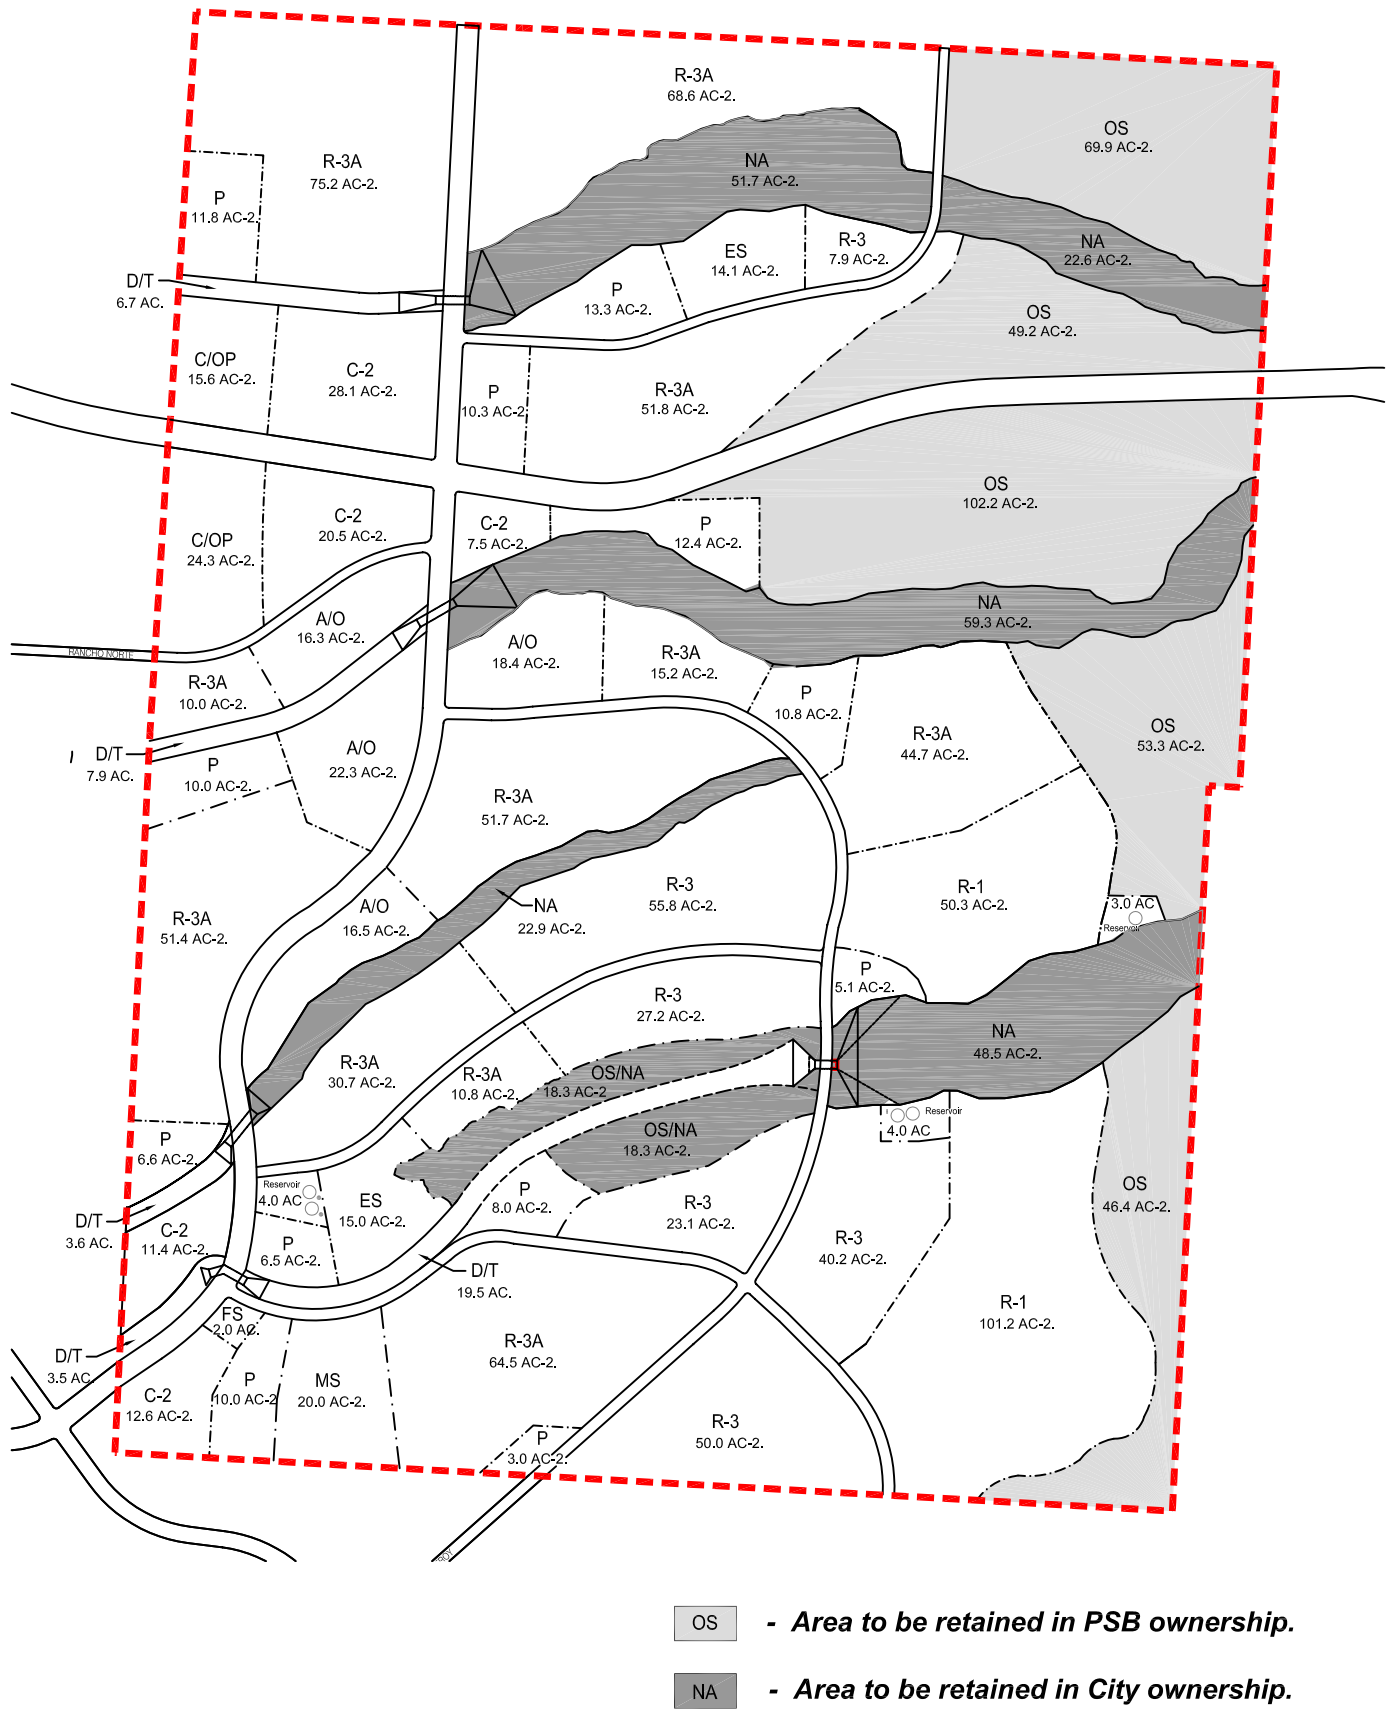 R-3A
68.6 AC-2.
OS
69.9 AC-2.
R-3A
75.2 AC-2.
NA
51.7 AC-2.
P
11.8 AC-2.
R-3
7.9 AC-2.
ES
14.1 AC-2.
NA
22.6 AC-2.
D/T
6.7 AC.
P
13.3 AC-2.
OS
49.2 AC-2.
C/OP
15.6 AC-2.
C-2
28.1 AC-2.
P
10.3 AC-2
R-3A
51.8 AC-2.
OS
102.2 AC-2.
C-2
20.5 AC-2.
C-2
7.5 AC-2.
P
12.4 AC-2.
C/OP
24.3 AC-2.
NA
59.3 AC-2.
A/O
16.3 AC-2.
RANCHO NORTE
A/O
18.4 AC-2.
R-3A
15.2 AC-2.
R-3A
10.0 AC-2.
P
10.8 AC-2.
OS
53.3 AC-2.
R-3A
44.7 AC-2.
D/T
7.9 AC.
P
10.0 AC-2.
A/O
22.3 AC-2.
R-3A
51.7 AC-2.
R-3
55.8 AC-2.
R-1
50.3 AC-2.
NA
22.9 AC-2.
A/O
16.5 AC-2.
R-3A
51.4 AC-2.
3.0 AC
Reservoir
P
5.1 AC-2.
R-3
27.2 AC-2.
NA
48.5 AC-2.
R-3A
30.7 AC-2.
R-3A
10.8 AC-2.
OS/NA
18.3 AC-2
Reservoir
4.0 AC
OS/NA
18.3 AC-2.
P
6.6 AC-2.
Reservoir
4.0 AC
ES
15.0 AC-2.
P
8.0 AC-2.
R-3
23.1 AC-2.
OS
46.4 AC-2.
D/T
3.6 AC.
C-2
11.4 AC-2.
P
6.5 AC-2.
R-3
40.2 AC-2.
D/T
19.5 AC.
R-1
101.2 AC-2.
FS
2.0 AC.
R-3A
64.5 AC-2.
D/T
3.5 AC.
C-2
12.6 AC-2.
P
10.0 AC-2
MS
20.0 AC-2.
R-3
50.0 AC-2.
P
3.0 AC-2.
OS - Area to be retained in PSB ownership.
NA - Area to be retained in City ownership.